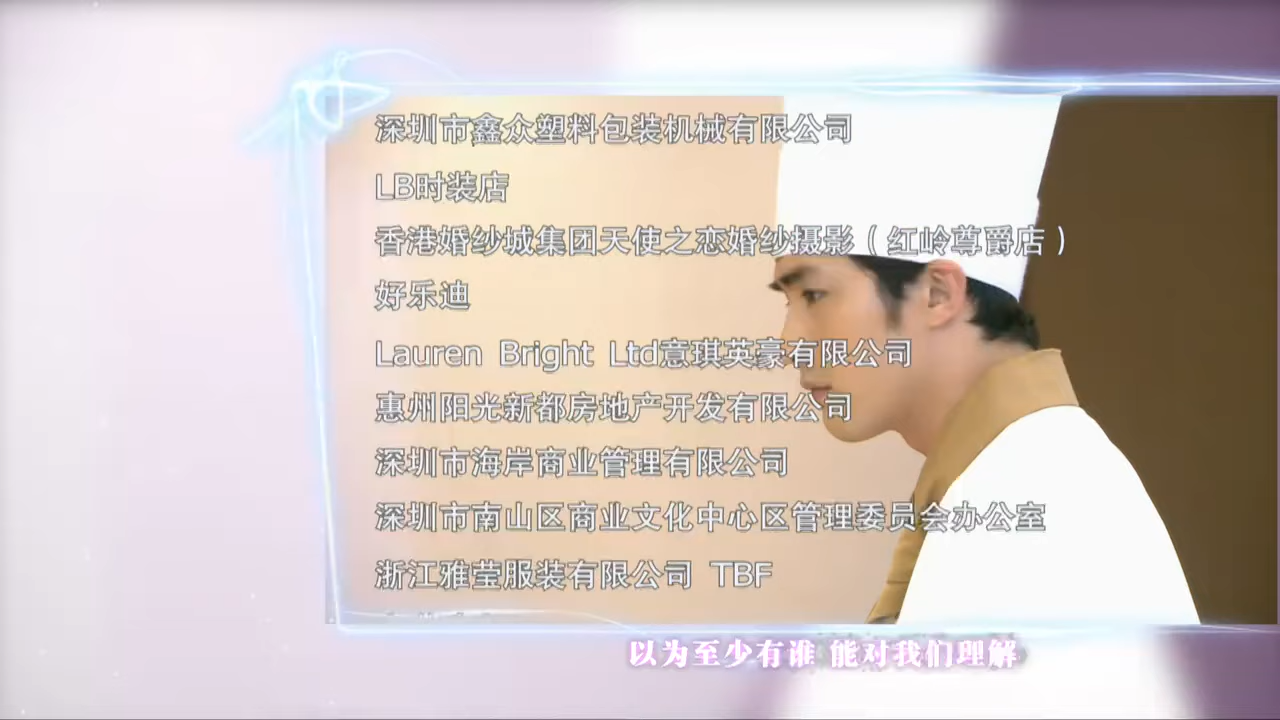 深圳市鑫众塑料包装机械有限公司
LB时装店
香港婚纱城集团天使之恋婚纱摄影（红岭尊爵店）
好乐迪
Lauren Bright Ltd意琪英豪有限公司
惠州阳光新都房地产开发有限公司
深圳市海岸商业管理有限公司
深圳市南山区商业文化中心区管理委员会办公室
浙江雅莹服装有限公司 TBF
以为至少有谁 能对我们理解